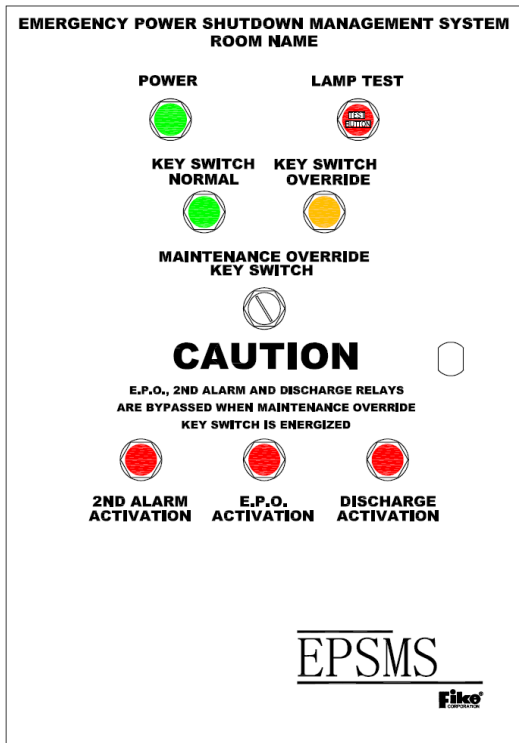 EMERGENCY POWER SHUTDOWN MANAGEMENT SYSTEM
ROOM NAME
POWER LAMP TEST
TEST
BUTTON
KEY SWITCH KEY SWITCH
NORMAL OVERRIDE
MAINTENANCE OVERRIDE
KEY SWITCH
CAUTION
E.P.O., 2ND ALARM AND DISCHARGE RELAYS
ARE BYPASSED WHEN MAINTENANCE OVERRIDE
KEY SWITCH IS ENERGIZED
2ND ALARM E.P.O. DISCHARGE
ACTIVATION ACTIVATION ACTIVATION
EPSMS
Fike®
CORPORATION